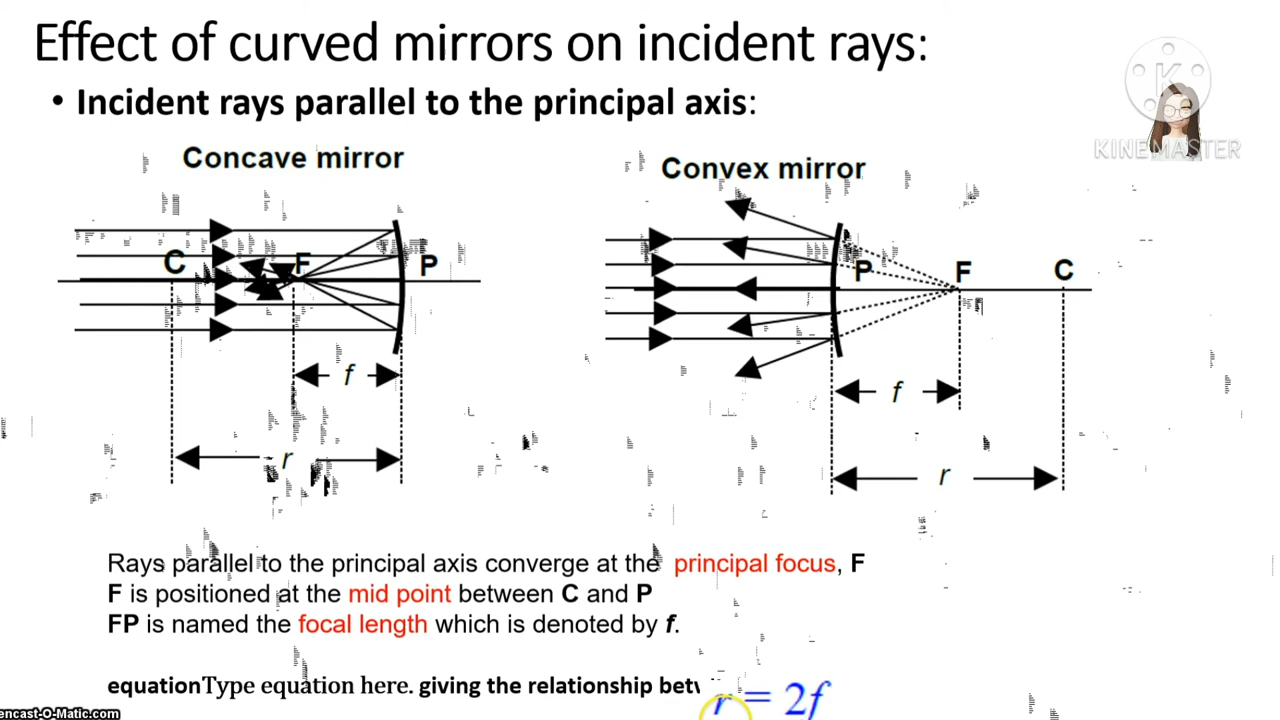 Effect of curved mirrors on incident rays:
• Incident rays parallel to the principal axis:
KINEMASTER
Concave mirror
Convex mirror
C
F
P
P
F
C
f
f
r
r
Rays parallel to the principal axis converge at the principal focus, F
F is positioned at the mid point between C and P
FP is named the focal length which is denoted by f.
equationType equation here. giving the relationship
r = 2f
encast-O-Matic.com